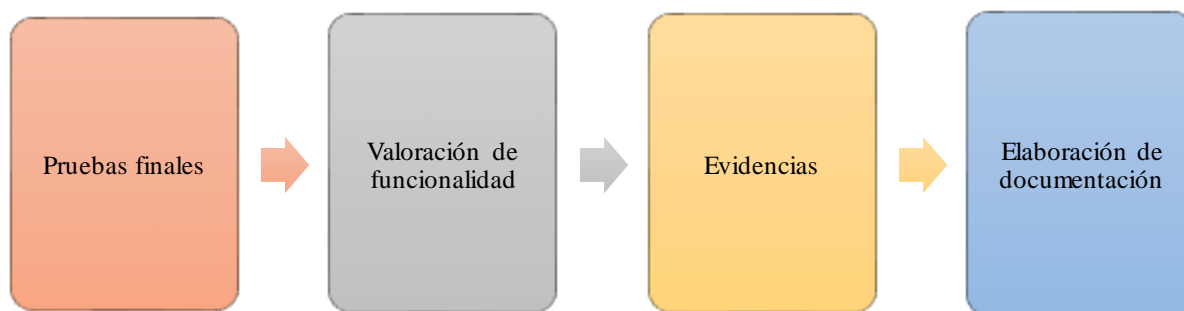 Pruebas finales
Valoración de
funcionalidad
Evidencias
Elaboración de
documentación